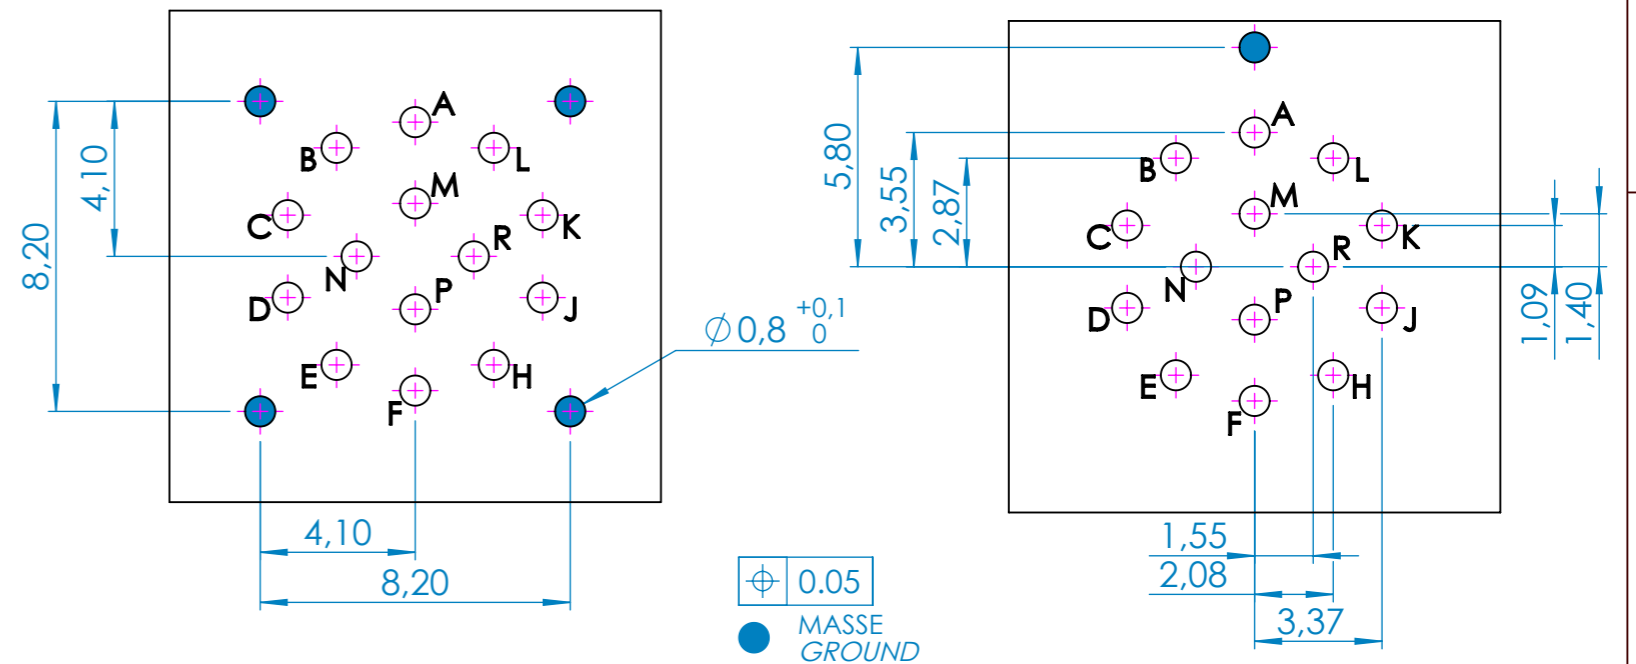 A
B
L
M
C
K
R
N
P
D
J
E
H
F
4,10
8,20
Ø0,8 +0,1
0
4,10
8,20
A
B
L
M
C
K
R
N
P
D
J
E
H
F
5,80
3,55
2,87
1,09
1,40
1,55
2,08
3,37
⌖ 0.05
MASSE
GROUND